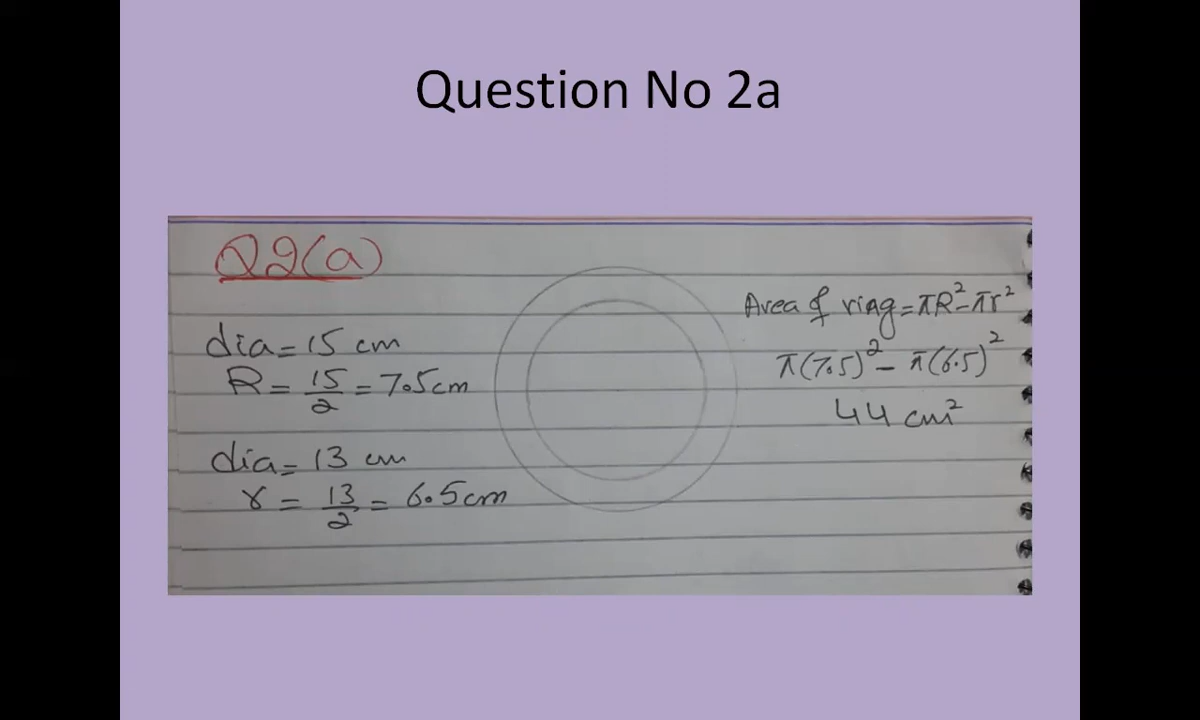 Question No 2a
Q2(a)
dia = 15 cm
R = 15/2 = 7.5cm
dia = 13 cm
r = 13/2 = 6.5cm
Area of ring = πR² - πr²
π(7.5)² - π(6.5)²
44 cm²